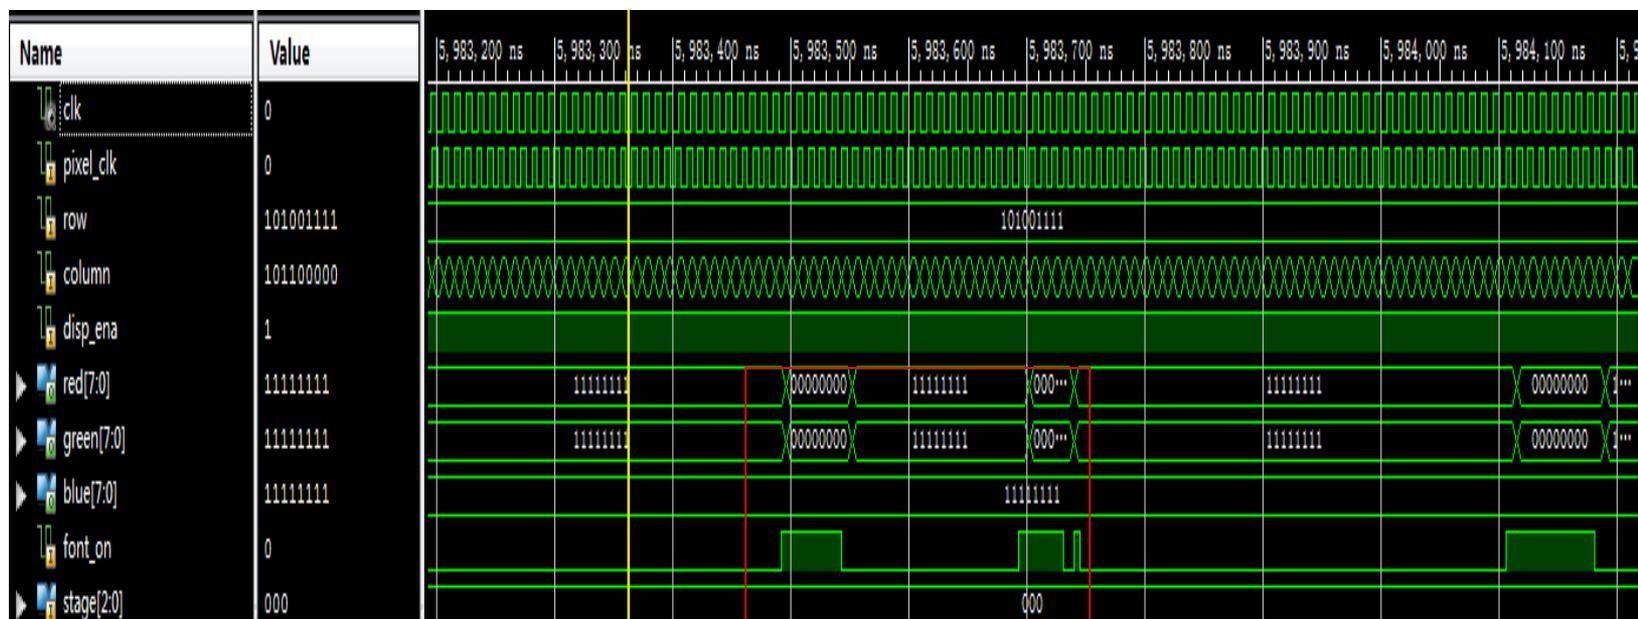 Name Value 5,983,200 ns 5,983,300 ns 5,983,400 ns 5,983,500 ns 5,983,600 ns 5,983,700 ns 5,983,800 ns 5,983,900 ns 5,984,000 ns 5,984,100 ns 5,9
clk 0
pixel_clk 0
row 101001111 101001111
column 101100000
disp_ena 1
red[7:0] 11111111 11111111 00000000 11111111 000··· 11111111 00000000 1···
green[7:0] 11111111 11111111 00000000 11111111 000··· 11111111 00000000 1···
blue[7:0] 11111111 11111111
font_on 0
stage[2:0] 000 000